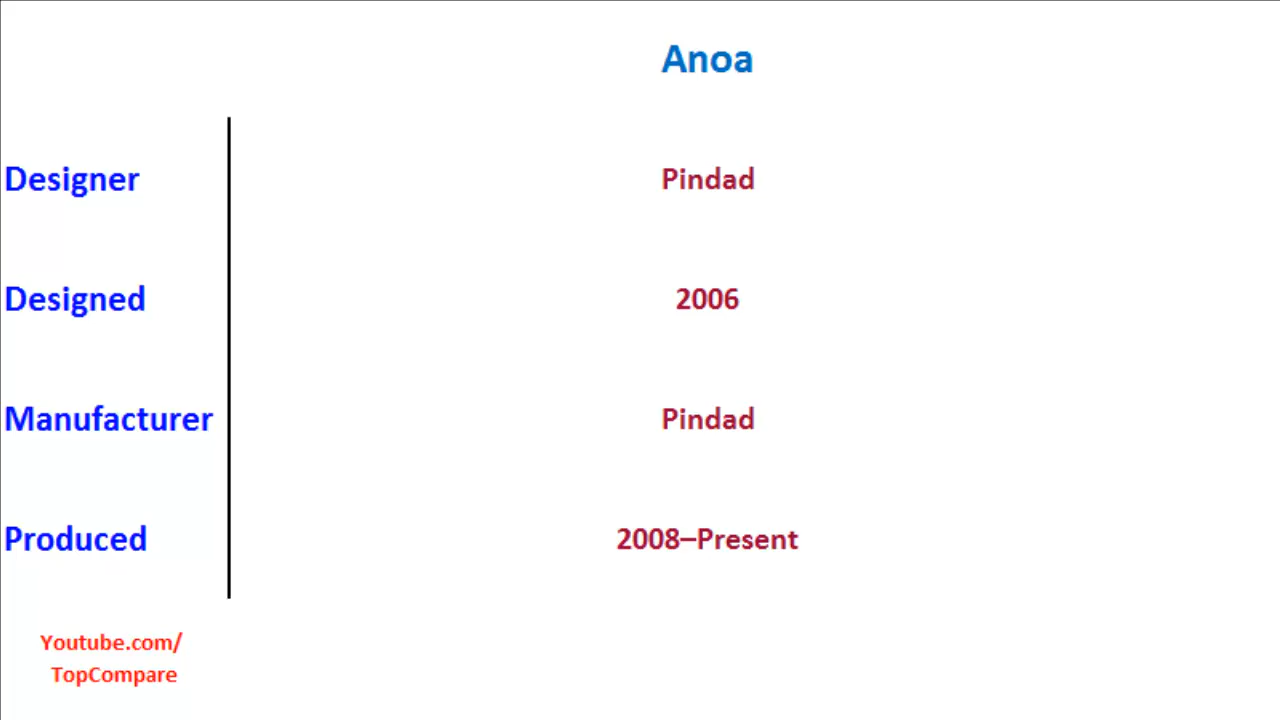 Anoa
Designer Pindad
Designed 2006
Manufacturer Pindad
Produced 2008–Present
Youtube.com/
TopCompare